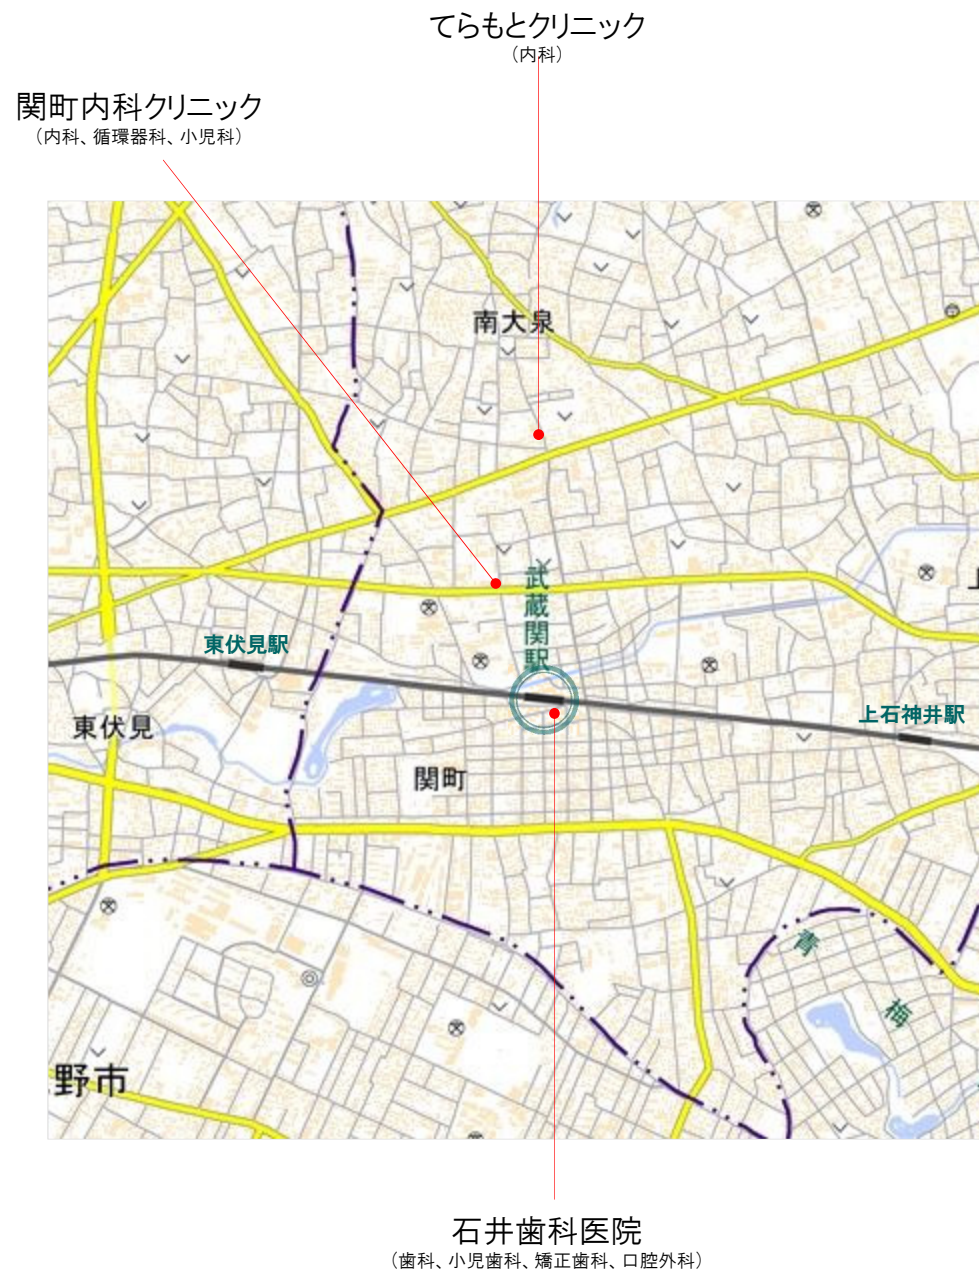 てらもとクリニック
（内科）
関町内科クリニック
（内科、循環器科、小児科）
南大泉
武蔵関駅
東伏見駅
上石神井駅
東伏見
関町
青
梅
野市
石井歯科医院
（歯科、小児歯科、矯正歯科、口腔外科）